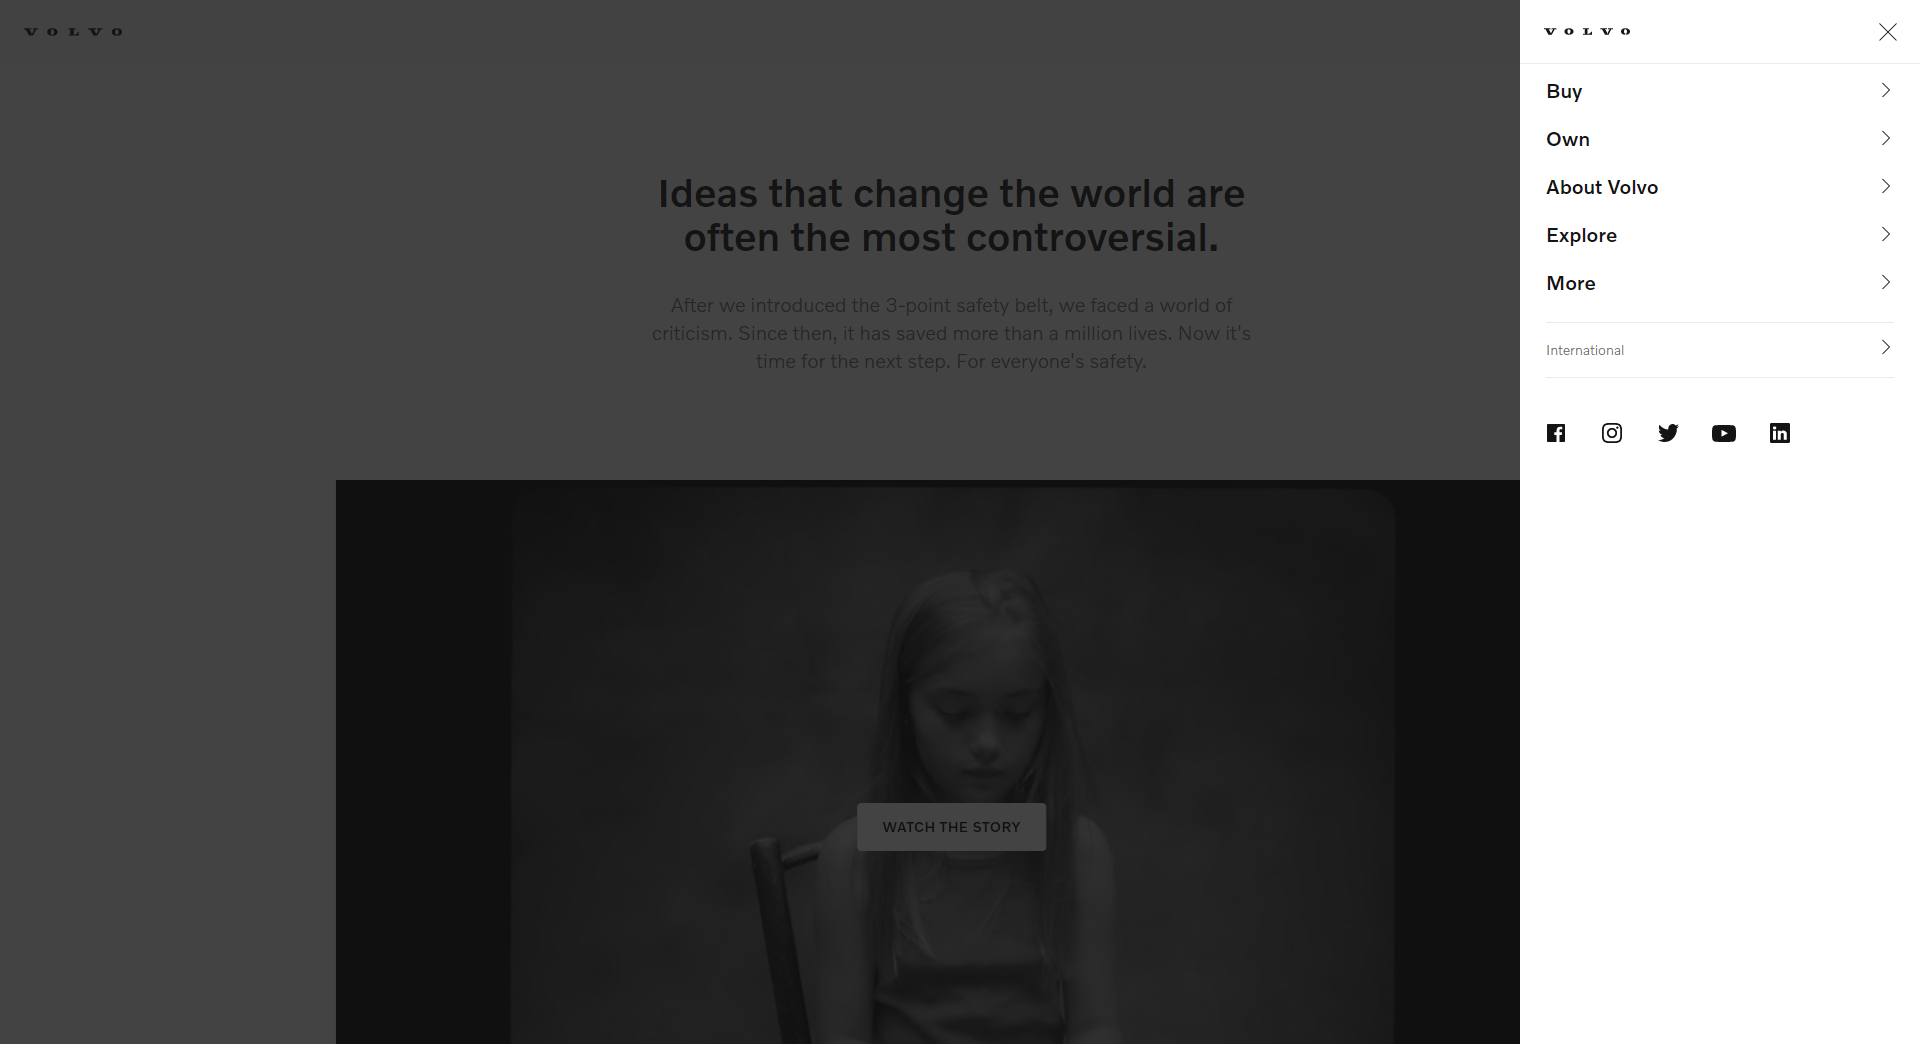 VOLVO
Ideas that change the world are
often the most controversial.
After we introduced the 3-point safety belt, we faced a world of
criticism. Since then, it has saved more than a million lives. Now it's
time for the next step. For everyone's safety.
WATCH THE STORY
VOLVO
Buy
Own
About Volvo
Explore
More
International